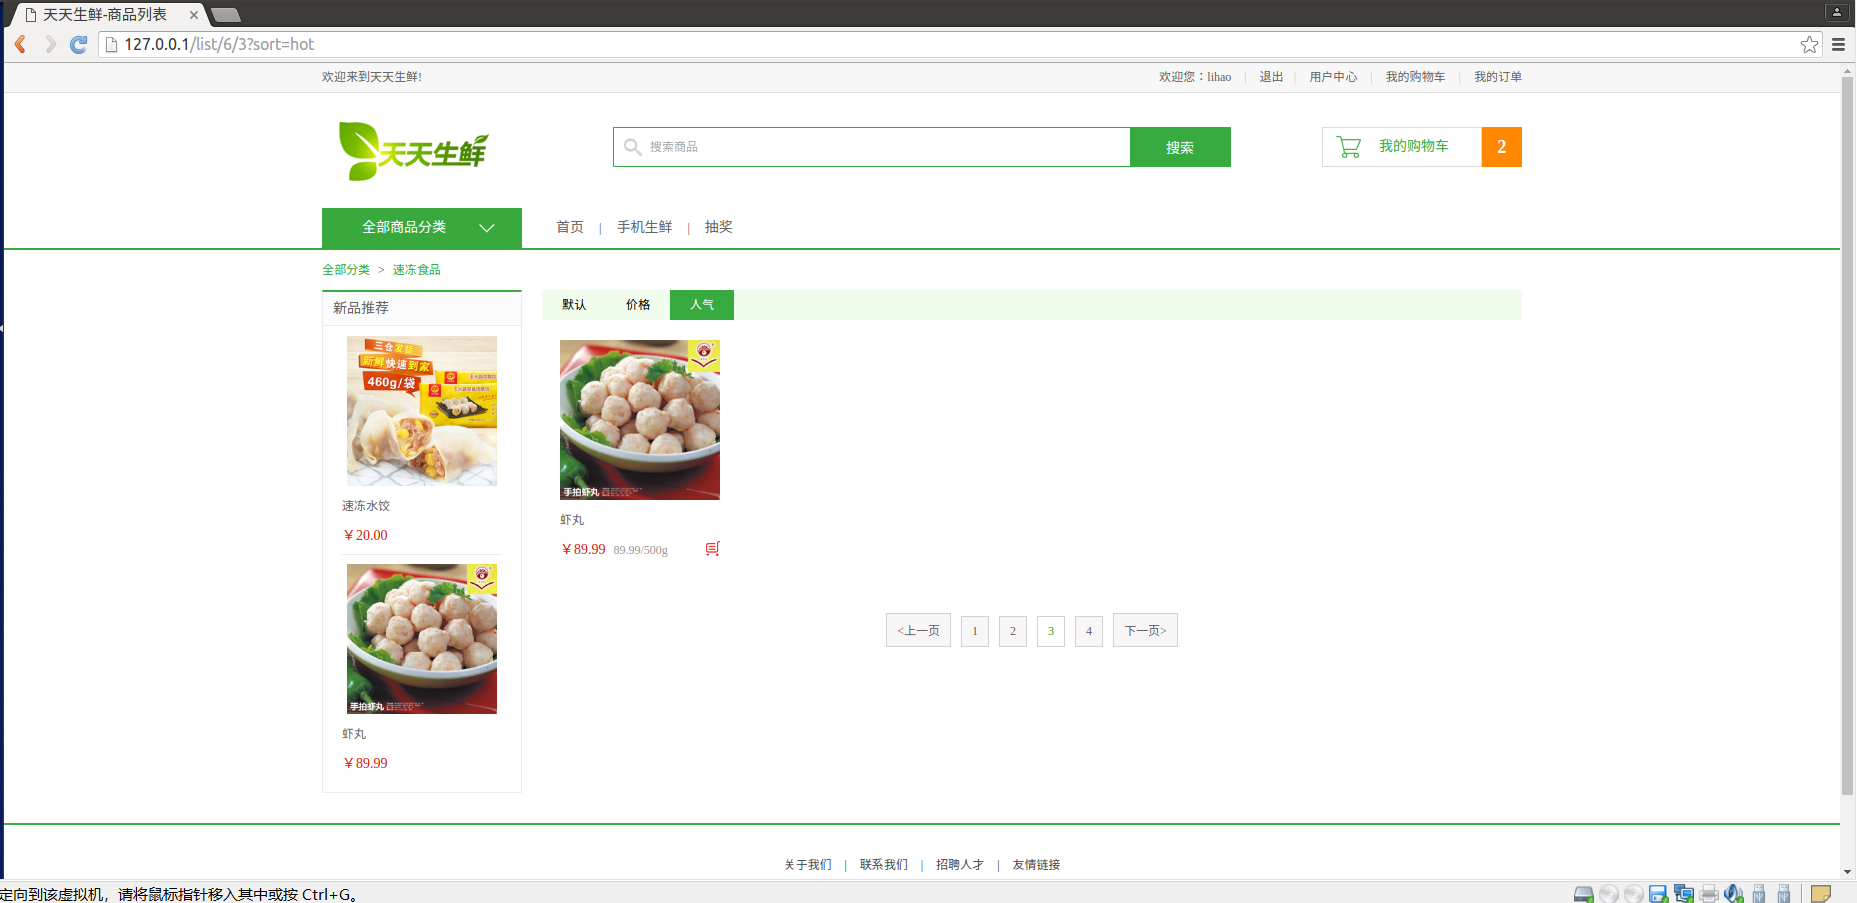 天天生鲜-商品列表
127.0.0.1/list/6/3?sort=hot
欢迎来到天天生鲜!
欢迎您：lihao | 退出 | 用户中心 | 我的购物车 | 我的订单
天天生鲜
搜索商品
搜索
我的购物车
2
全部商品分类
首页 | 手机生鲜 | 抽奖
全部分类 > 速冻食品
新品推荐
默认 价格 人气
三仓发货
新鲜快速到家
460g/袋
速冻水饺
￥20.00
手拍虾丸
虾丸
￥89.99
手拍虾丸
虾丸
￥89.99 89.99/500g
<上一页 1 2 3 4 下一页>
关于我们 | 联系我们 | 招聘人才 | 友情链接
定向到该虚拟机，请将鼠标指针移入其中或按 Ctrl+G。